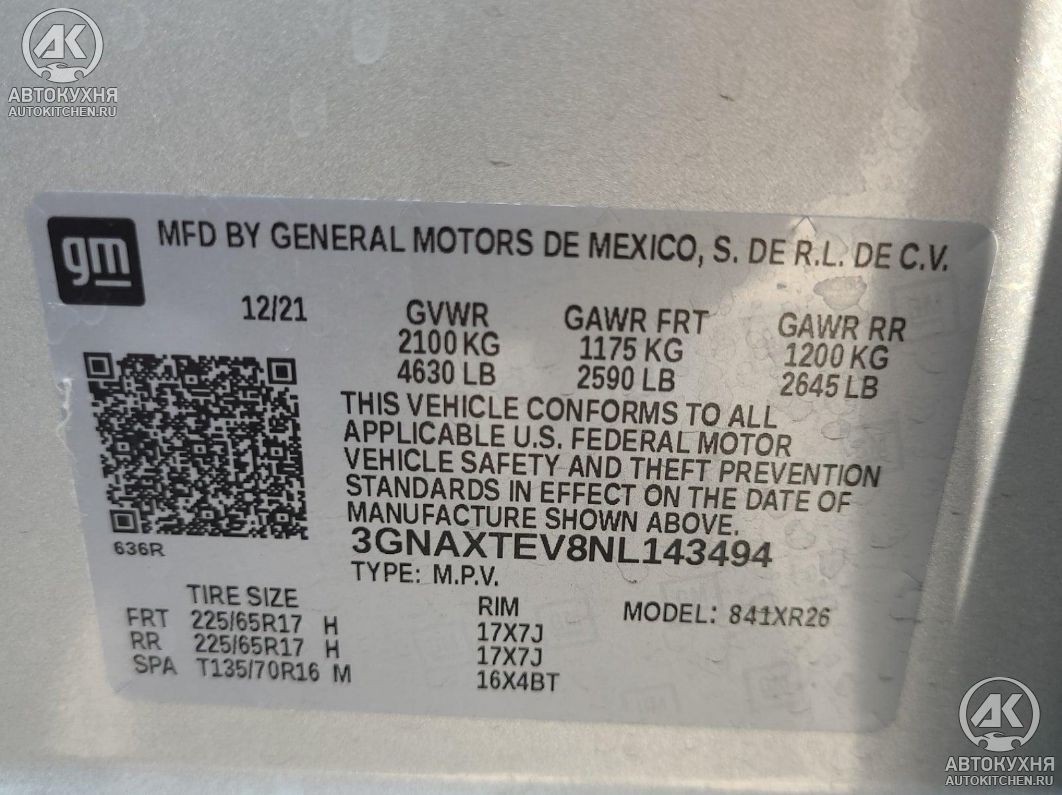 АК
АВТОКУХНЯ
AUTOKITCHEN.RU
gm
MFD BY GENERAL MOTORS DE MEXICO, S. DE R.L. DE C.V.
12/21 GVWR GAWR FRT GAWR RR
2100 KG 1175 KG 1200 KG
4630 LB 2590 LB 2645 LB
THIS VEHICLE CONFORMS TO ALL
APPLICABLE U.S. FEDERAL MOTOR
VEHICLE SAFETY AND THEFT PREVENTION
STANDARDS IN EFFECT ON THE DATE OF
MANUFACTURE SHOWN ABOVE.
636R
3GNAXTEV8NL143494
TYPE: M.P.V.
TIRE SIZE RIM MODEL: 841XR26
FRT 225/65R17 H 17X7J
RR 225/65R17 H 17X7J
SPA T135/70R16 M 16X4BT
АК
АВТОКУХНЯ
AUTOKITCHEN.RU